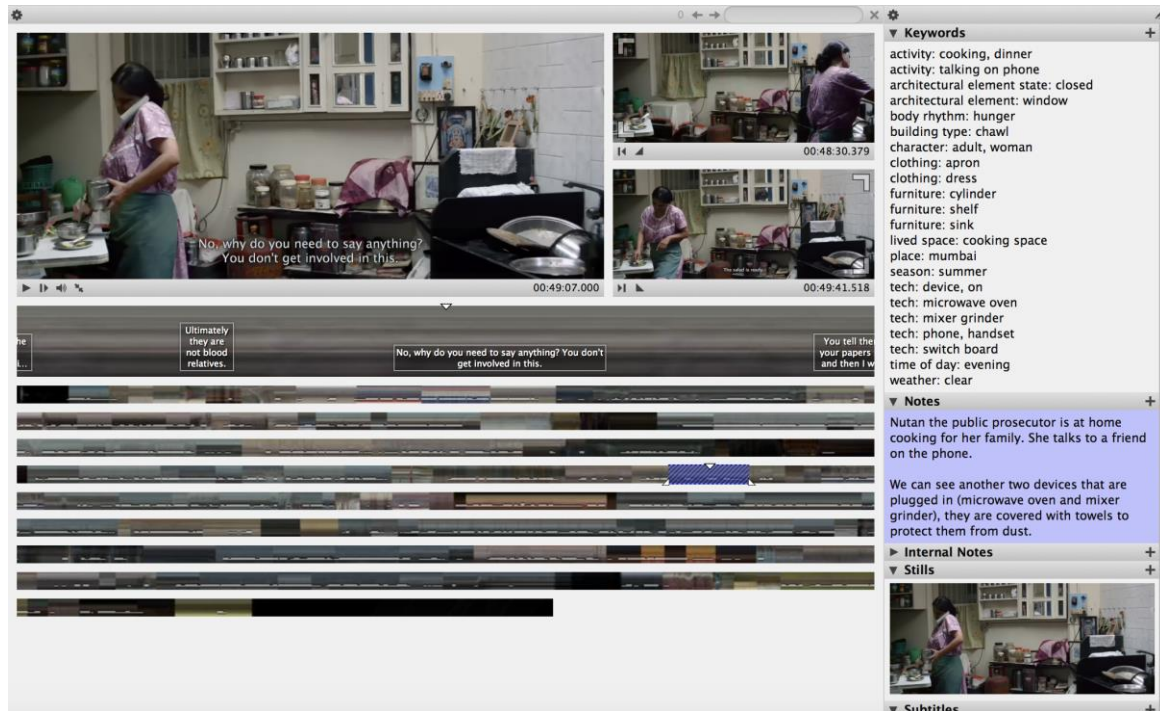 0
No, why do you need to say anything?
You don't get involved in this.
00:49:07.000
00:48:30.379
The salad is ready.
00:49:41.518
he
i...
Ultimately
they are
not blood
relatives.
No, why do you need to say anything? You don't
get involved in this.
You tell the
your papers
and then I w
Keywords
activity: cooking, dinner
activity: talking on phone
architectural element state: closed
architectural element: window
body rhythm: hunger
building type: chawl
character: adult, woman
clothing: apron
clothing: dress
furniture: cylinder
furniture: shelf
furniture: sink
lived space: cooking space
place: mumbai
season: summer
tech: device, on
tech: microwave oven
tech: mixer grinder
tech: phone, handset
tech: switch board
time of day: evening
weather: clear
Notes
Nutan the public prosecutor is at home
cooking for her family. She talks to a friend
on the phone.
We can see another two devices that are
plugged in (microwave oven and mixer
grinder), they are covered with towels to
protect them from dust.
Internal Notes
Stills
Subtitles